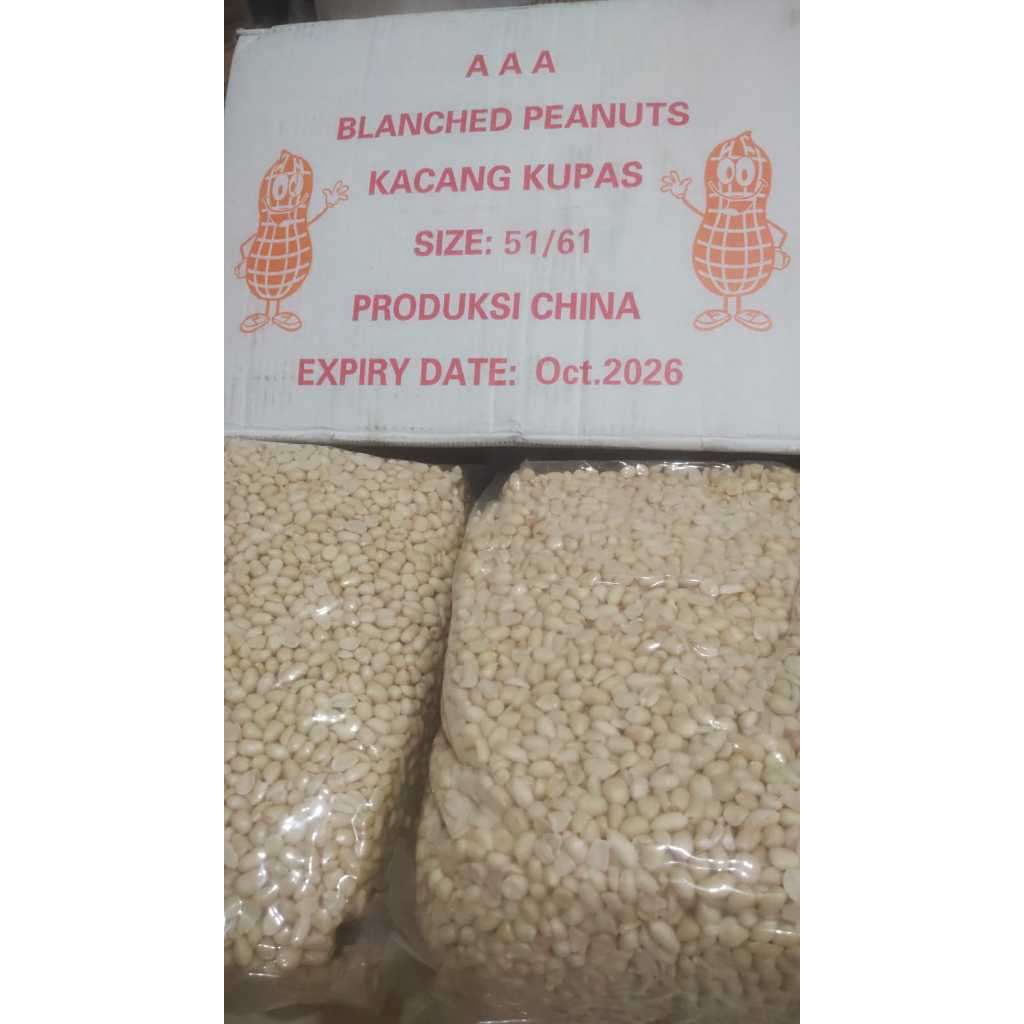 A A A
BLANCHED PEANUTS
KACANG KUPAS
SIZE: 51/61
PRODUKSI CHINA
EXPIRY DATE: Oct.2026